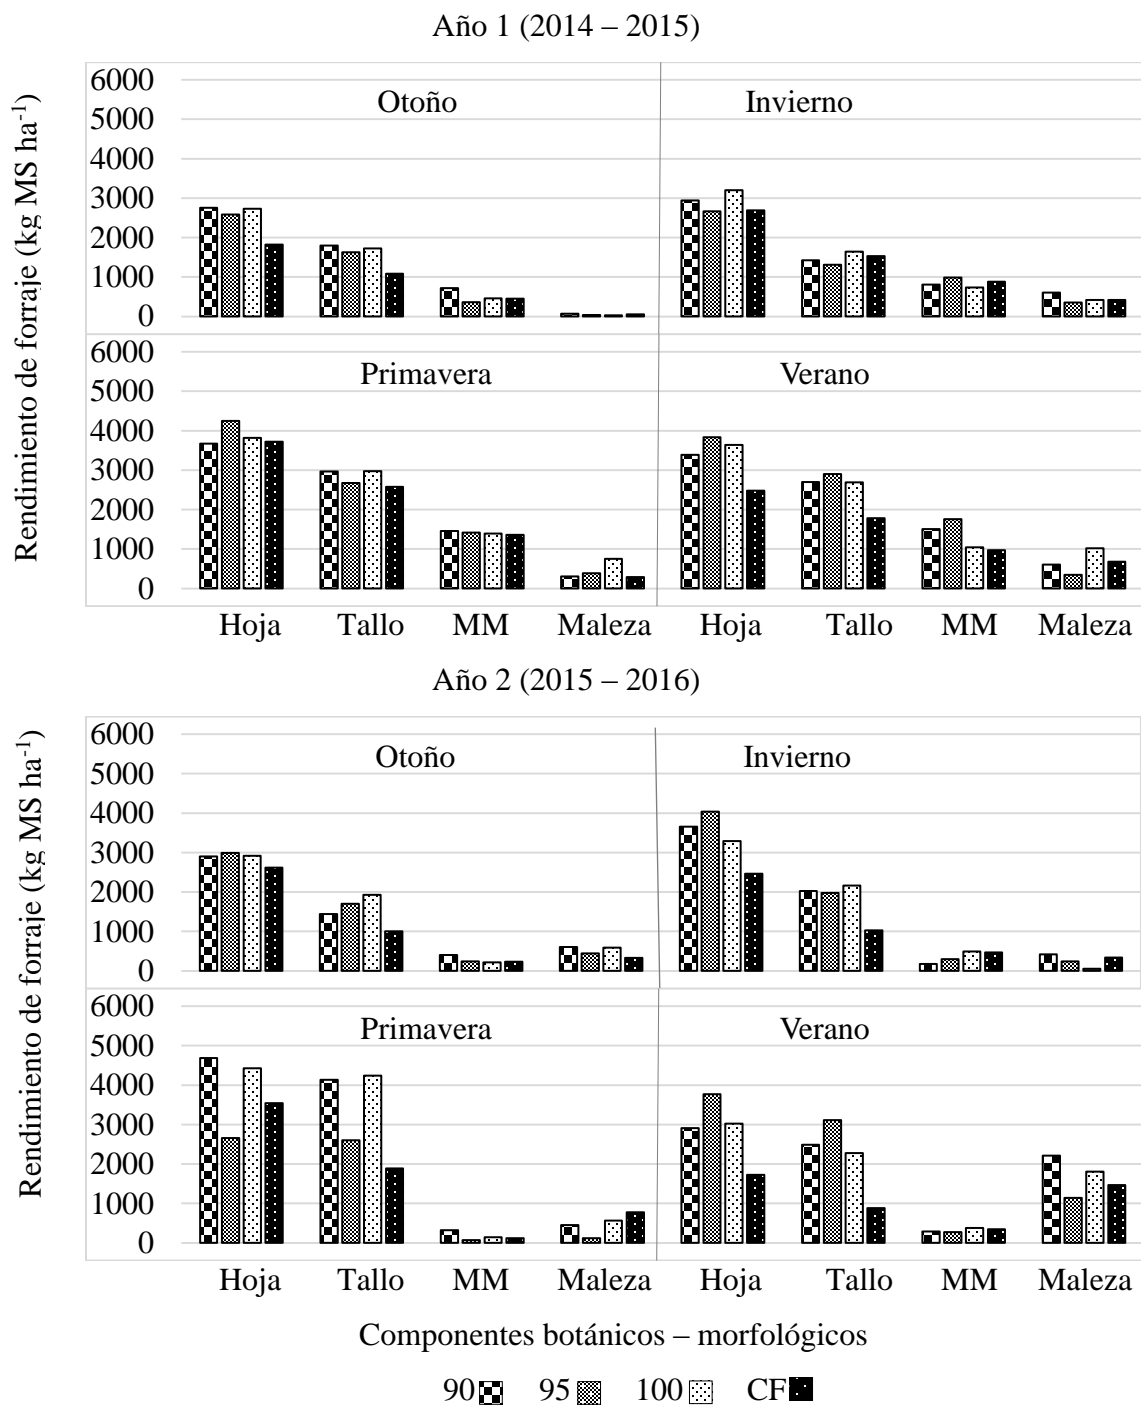 Año 1 (2014 – 2015)
Rendimiento de forraje (kg MS ha-1)
6000
5000
4000
3000
2000
1000
0
Otoño
Invierno
6000
5000
4000
3000
2000
1000
0
Primavera
Verano
Hoja Tallo MM Maleza Hoja Tallo MM Maleza
Año 2 (2015 – 2016)
Rendimiento de forraje (kg MS ha-1)
6000
5000
4000
3000
2000
1000
0
Otoño
Invierno
6000
5000
4000
3000
2000
1000
0
Primavera
Verano
Hoja Tallo MM Maleza Hoja Tallo MM Maleza
Componentes botánicos – morfológicos
90 95 100 CF